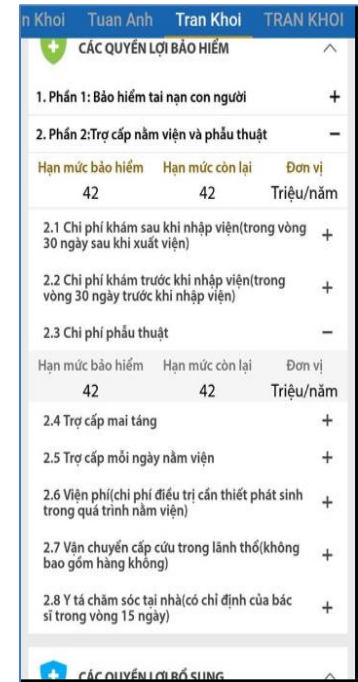 n Khoi Tuan Anh Tran Khoi TRAN KHOI
CÁC QUYỀN LỢI BẢO HIỂM
1. Phần 1: Bảo hiểm tai nạn con người +
2. Phần 2:Trợ cấp nằm viện và phẫu thuật −
Hạn mức bảo hiểm Hạn mức còn lại Đơn vị
42 42 Triệu/năm
2.1 Chi phí khám sau khi nhập viện(trong vòng +
30 ngày sau khi xuất viện)
2.2 Chi phí khám trước khi nhập viện(trong +
vòng 30 ngày trước khi nhập viện)
2.3 Chi phí phẫu thuật −
Hạn mức bảo hiểm Hạn mức còn lại Đơn vị
42 42 Triệu/năm
2.4 Trợ cấp mai táng +
2.5 Trợ cấp mỗi ngày nằm viện +
2.6 Viện phí(chi phí điều trị cần thiết phát sinh +
trong quá trình nằm viện)
2.7 Vận chuyển cấp cứu trong lãnh thổ(không +
bao gồm hàng không)
2.8 Y tá chăm sóc tại nhà(có chỉ định của bác +
sĩ trong vòng 15 ngày)
CÁC QUYỀN LỢI BỔ SUNG